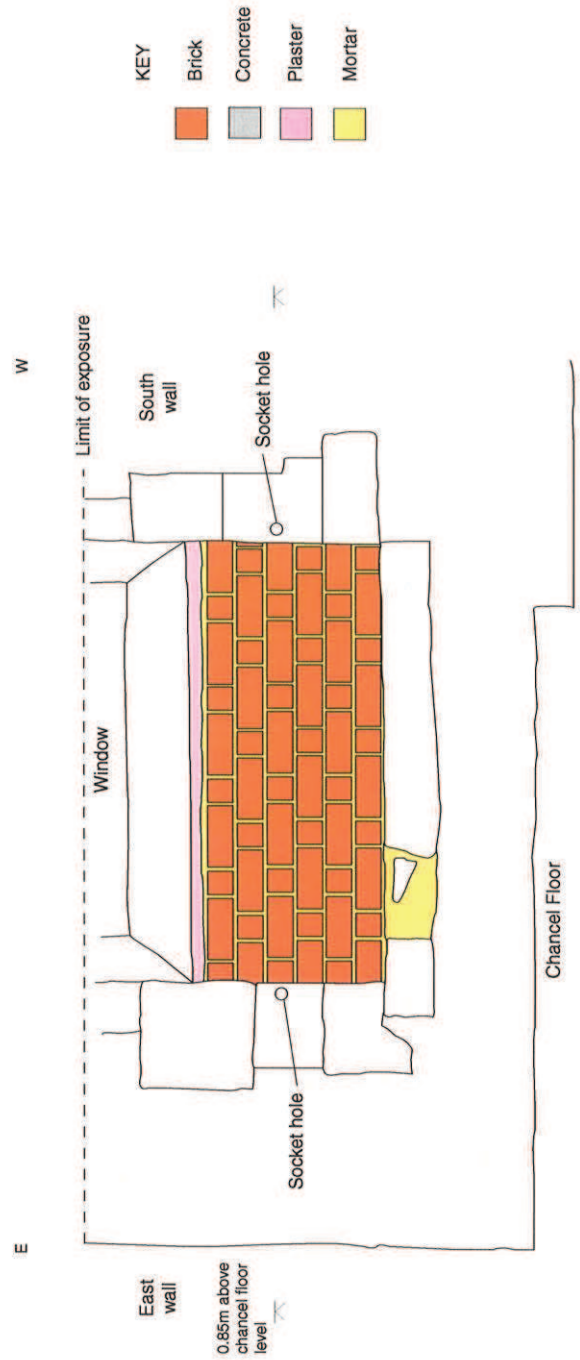 E
W
Limit of exposure
East
wall
South
wall
Window
0.85m above
chancel floor
level
Socket hole
Socket hole
Chancel Floor
KEY
Brick
Concrete
Plaster
Mortar